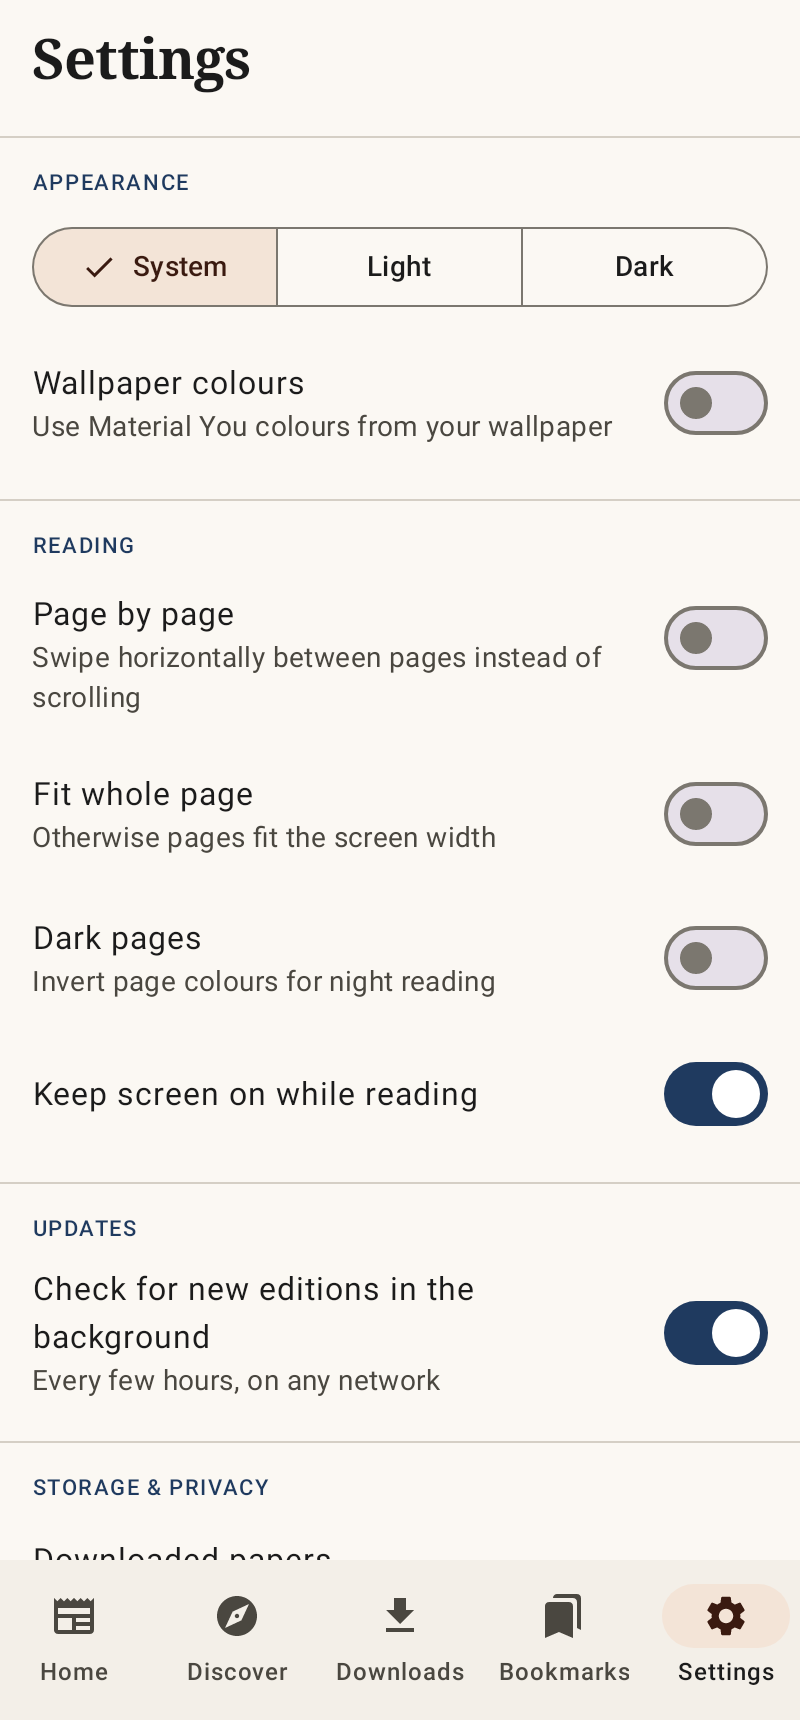 Settings
APPEARANCE
System
Light
Dark
Wallpaper colours
Use Material You colours from your wallpaper
READING
Page by page
Swipe horizontally between pages instead of
scrolling
Fit whole page
Otherwise pages fit the screen width
Dark pages
Invert page colours for night reading
Keep screen on while reading
UPDATES
Check for new editions in the
background
Every few hours, on any network
STORAGE & PRIVACY
Downloaded papers
Home
Discover
Downloads
Bookmarks
Settings